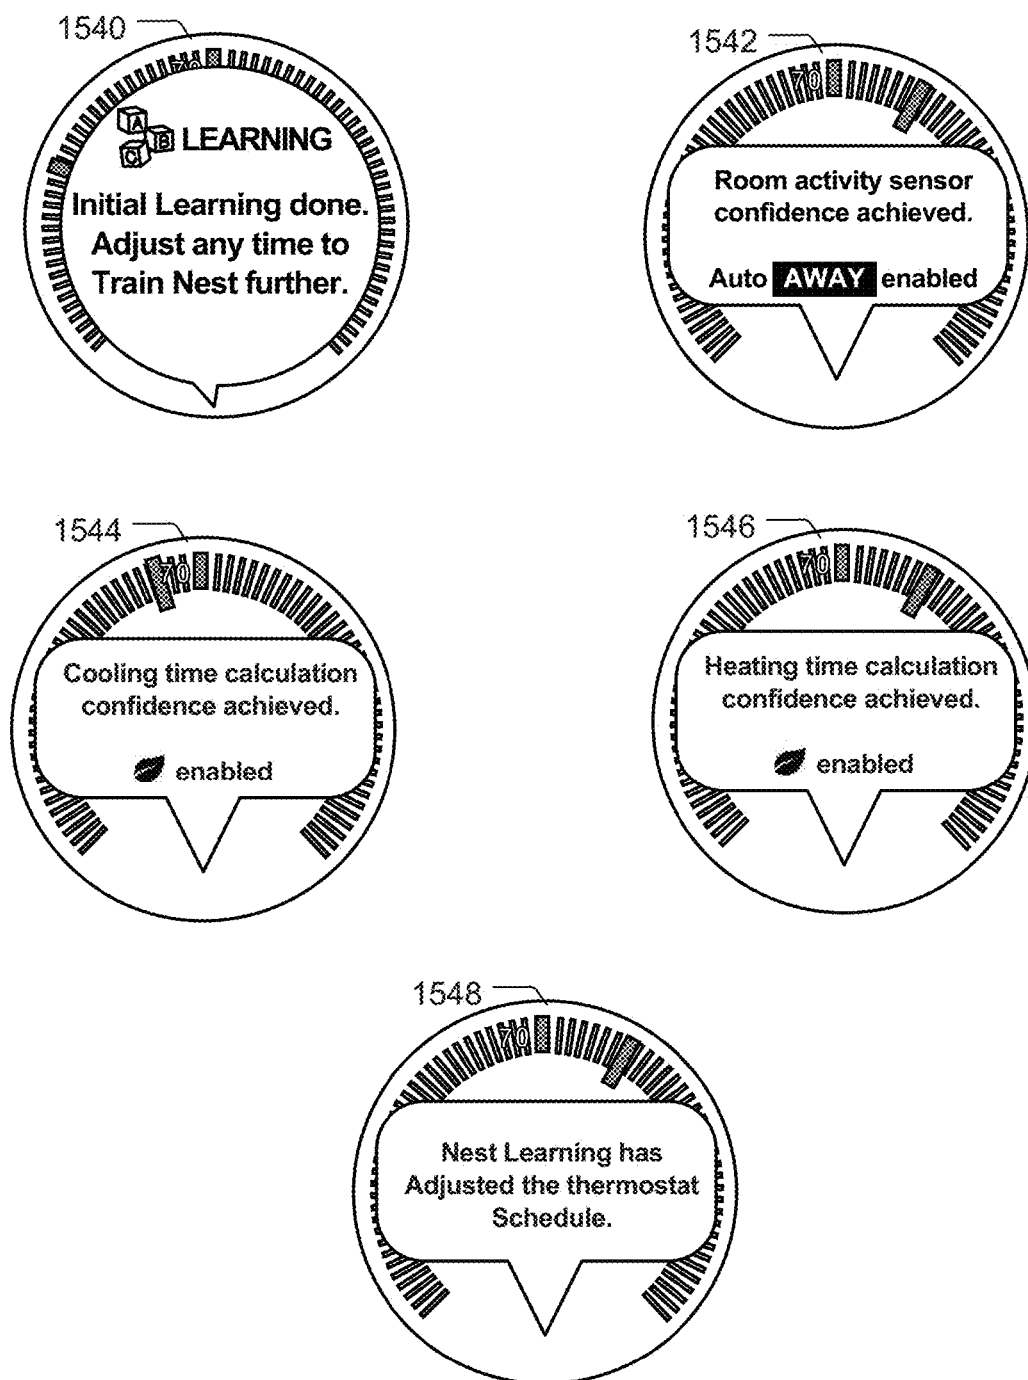 1540
70
A
B
C
LEARNING
Initial Learning done.
Adjust any time to
Train Nest further.
1542
70
Room activity sensor
confidence achieved.
Auto AWAY enabled
1544
70
Cooling time calculation
confidence achieved.
enabled
1546
70
Heating time calculation
confidence achieved.
enabled
1548
70
Nest Learning has
Adjusted the thermostat
Schedule.